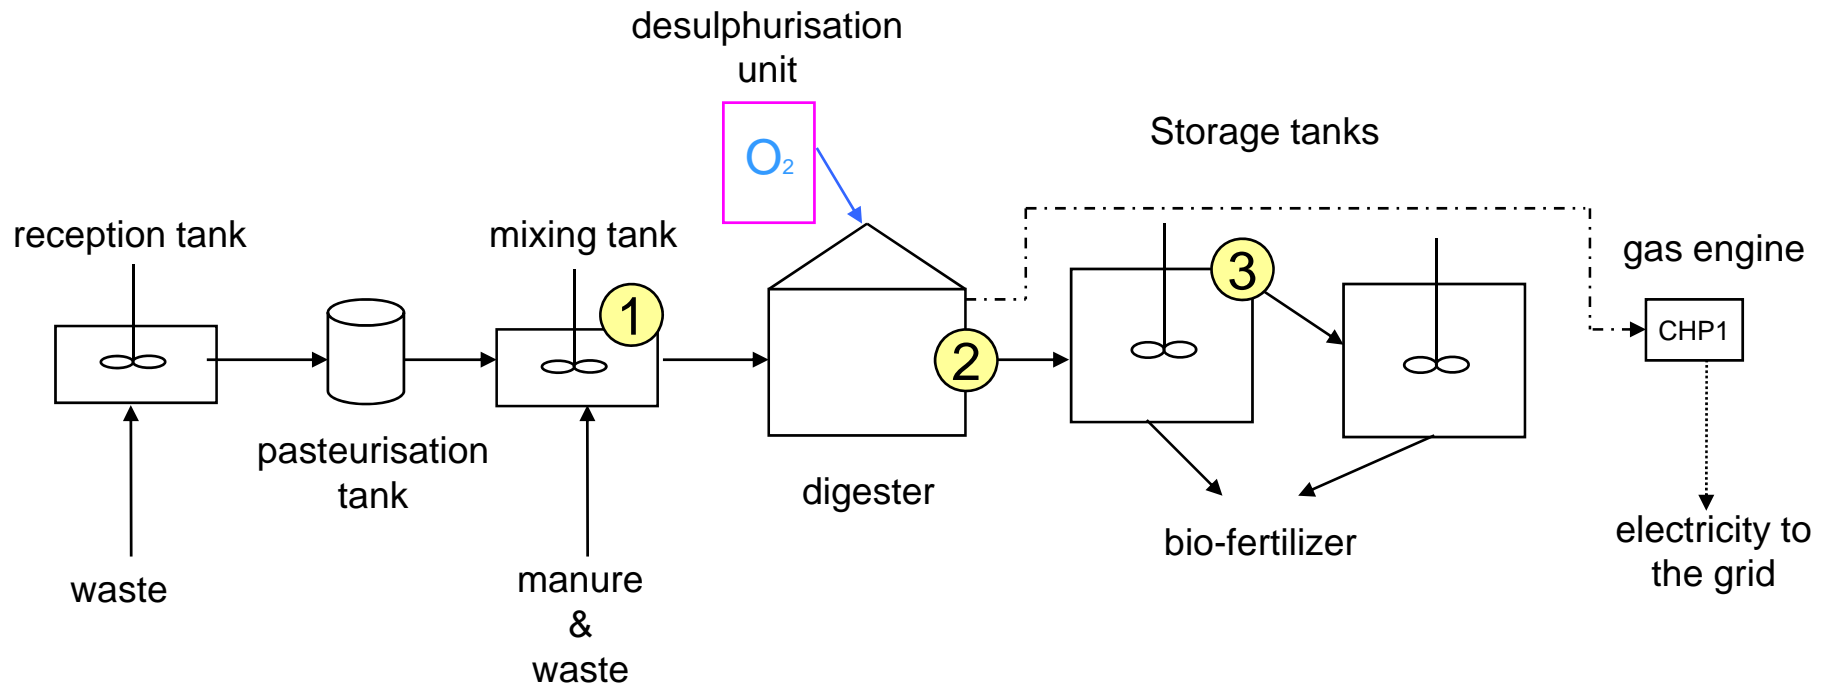 desulphurisation
unit
O₂
Storage tanks
reception tank
mixing tank
gas engine
1
2
3
CHP1
pasteurisation
tank
digester
bio-fertilizer
electricity to
the grid
waste
manure
&
waste